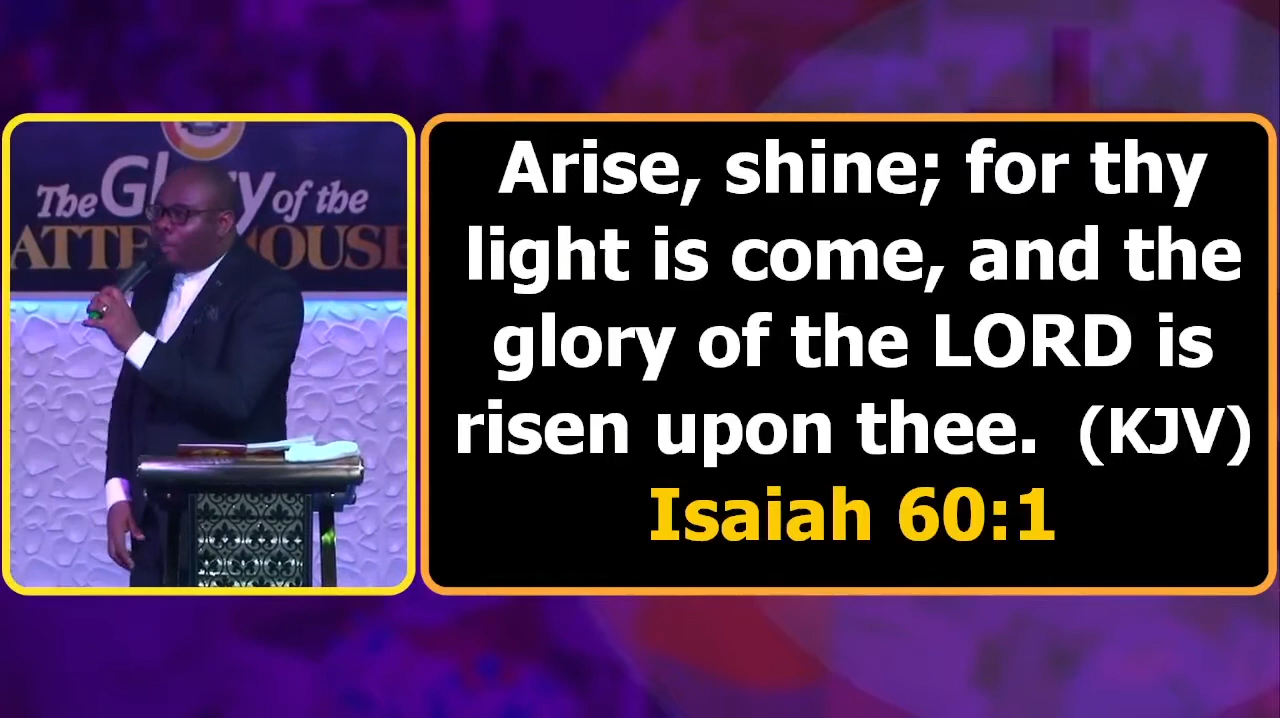 The Glory of the
Arise, shine; for thy
light is come, and the
glory of the LORD is
risen upon thee. (KJV)
Isaiah 60:1